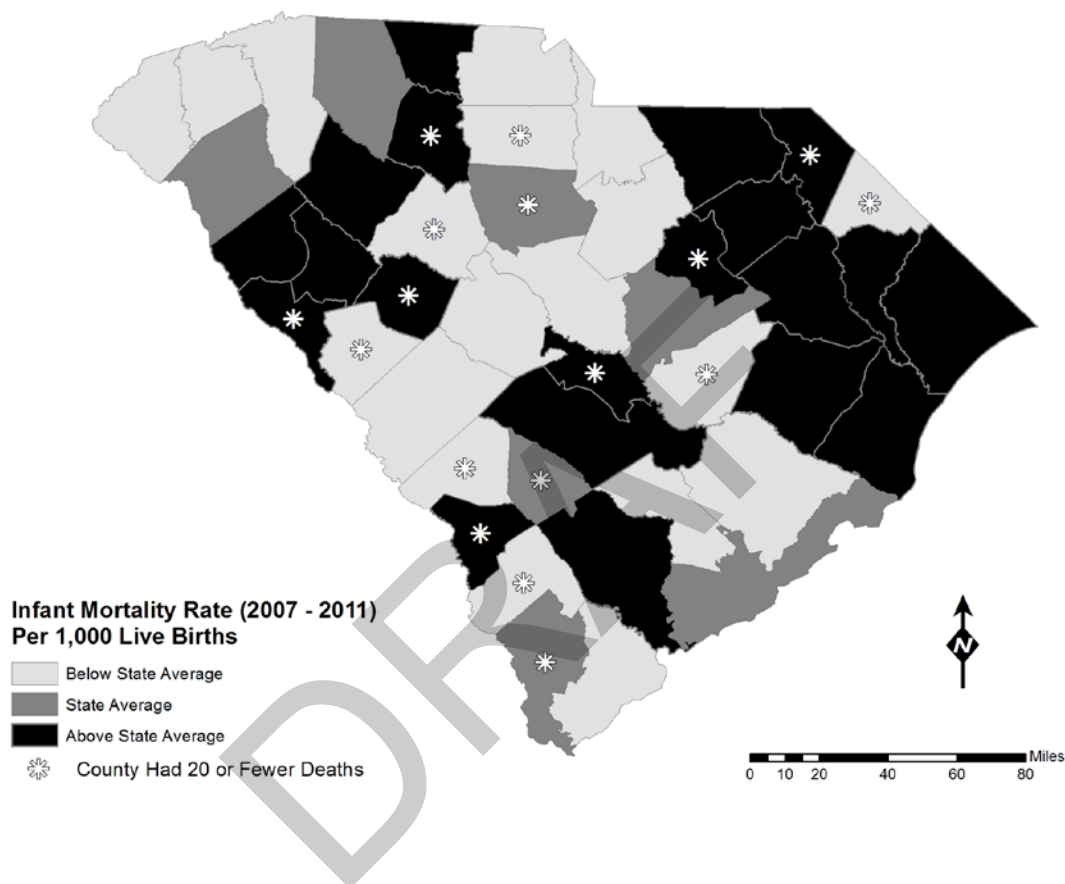 Infant Mortality Rate (2007 - 2011)
Per 1,000 Live Births
Below State Average
State Average
Above State Average
County Had 20 or Fewer Deaths
DRAFT
N
Miles
0 10 20 40 60 80